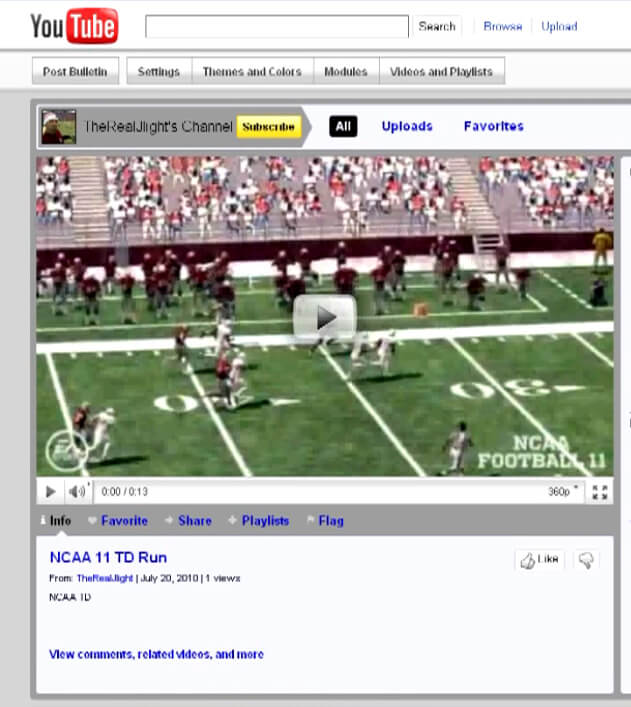 YouTube Search Browse Upload
Post Bulletin Settings Themes and Colors Modules Videos and Playlists
TheRealJlight's Channel Subscribe All Uploads Favorites
30
EA
NCAA
FOOTBALL 11
0:00 / 0:13 360p
Info Favorite Share Playlists Flag
NCAA 11 TD Run
Like
From: TheRealJlight | July 20, 2010 | 1 views
NCAA TD
View comments, related videos, and more